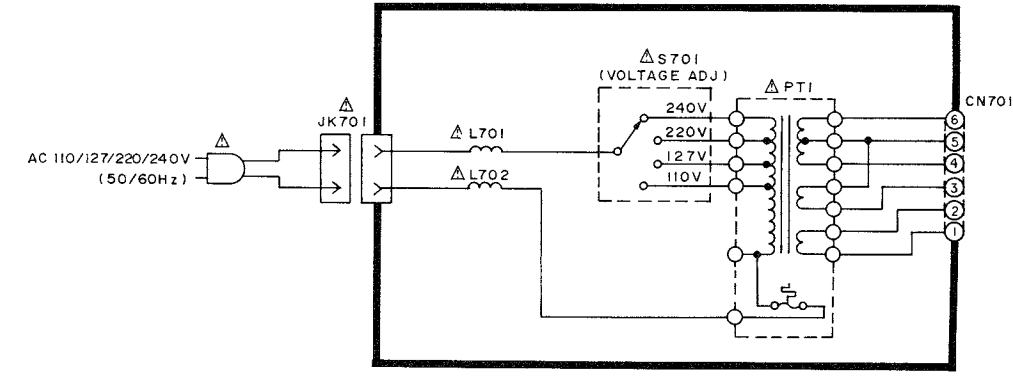 S701
(VOLTAGE ADJ)
PT1
CN701
JK701
240V
220V
127V
110V
L701
L702
AC 110/127/220/240V
(50/60Hz)
6
5
4
3
2
1